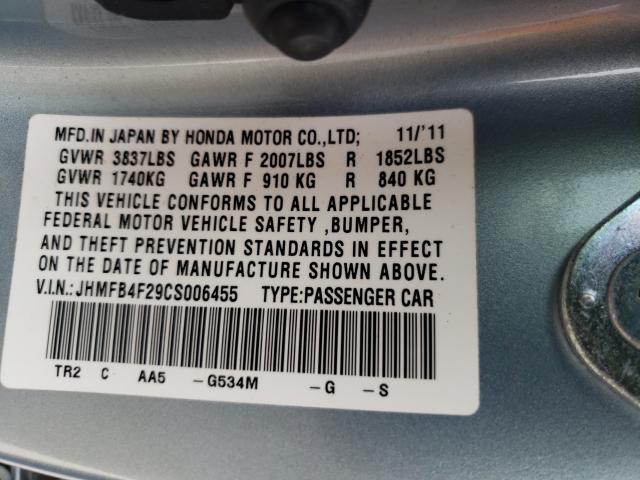 MFD.IN JAPAN BY HONDA MOTOR CO.,LTD; 11/'11
GVWR 3837LBS GAWR F 2007LBS R 1852LBS
GVWR 1740KG GAWR F 910 KG R 840 KG
THIS VEHICLE CONFORMS TO ALL APPLICABLE
FEDERAL MOTOR VEHICLE SAFETY ,BUMPER,
AND THEFT PREVENTION STANDARDS IN EFFECT
ON THE DATE OF MANUFACTURE SHOWN ABOVE.
V.I.N.:JHMFB4F29CS006455 TYPE:PASSENGER CAR
TR2 C AA5 -G534M -G -S